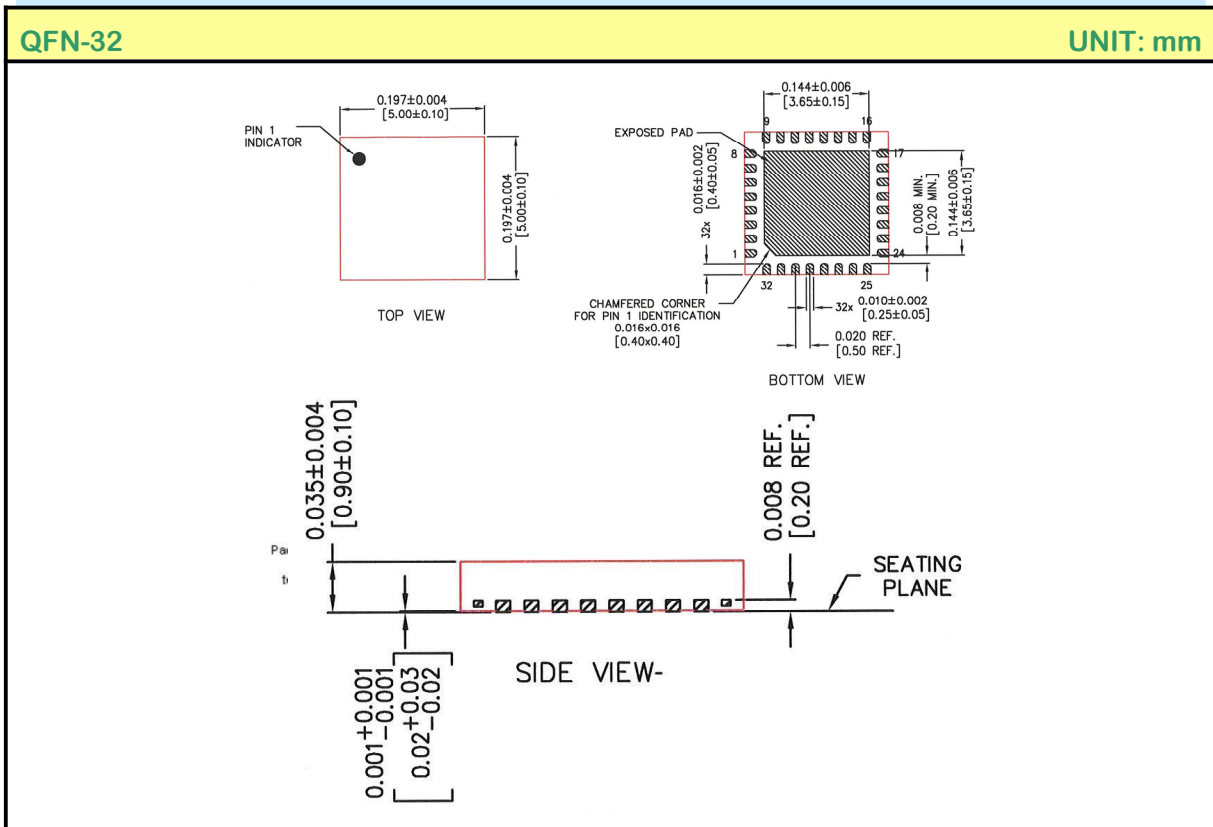 QFN-32
UNIT: mm
0.197±0.004
[5.00±0.10]
PIN 1
INDICATOR
0.197±0.004
[5.00±0.10]
TOP VIEW
0.144±0.006
[3.65±0.15]
9
16
EXPOSED PAD
8
17
32x
0.016±0.002
[0.40±0.05]
0.008 MIN.
[0.20 MIN.]
0.144±0.006
[3.65±0.15]
1
24
32
25
CHAMFERED CORNER
FOR PIN 1 IDENTIFICATION
0.016x0.016
[0.40x0.40]
32x 0.010±0.002
[0.25±0.05]
0.020 REF.
[0.50 REF.]
BOTTOM VIEW
0.035±0.004
[0.90±0.10]
0.008 REF.
[0.20 REF.]
Pa
SEATING
PLANE
SIDE VIEW-
0.001+0.001
-0.001
[0.02+0.03
-0.02]